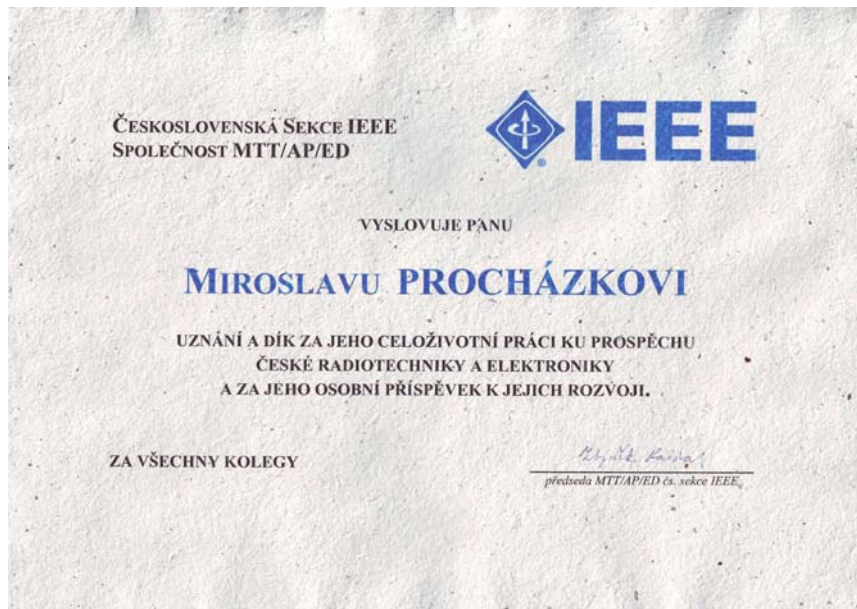 ČESKOSLOVENSKÁ SEKCE IEEE
SPOLEČNOST MTT/AP/ED
IEEE
®
VYSLOVUJE PANU
MIROSLAVU PROCHÁZKOVI
UZNÁNÍ A DÍK ZA JEHO CELOŽIVOTNÍ PRÁCI KU PROSPĚCHU
ČESKÉ RADIOTECHNIKY A ELEKTRONIKY
A ZA JEHO OSOBNÍ PŘÍSPĚVEK K JEJICH ROZVOJI.
ZA VŠECHNY KOLEGY
předseda MTT/AP/ED čs. sekce IEEE